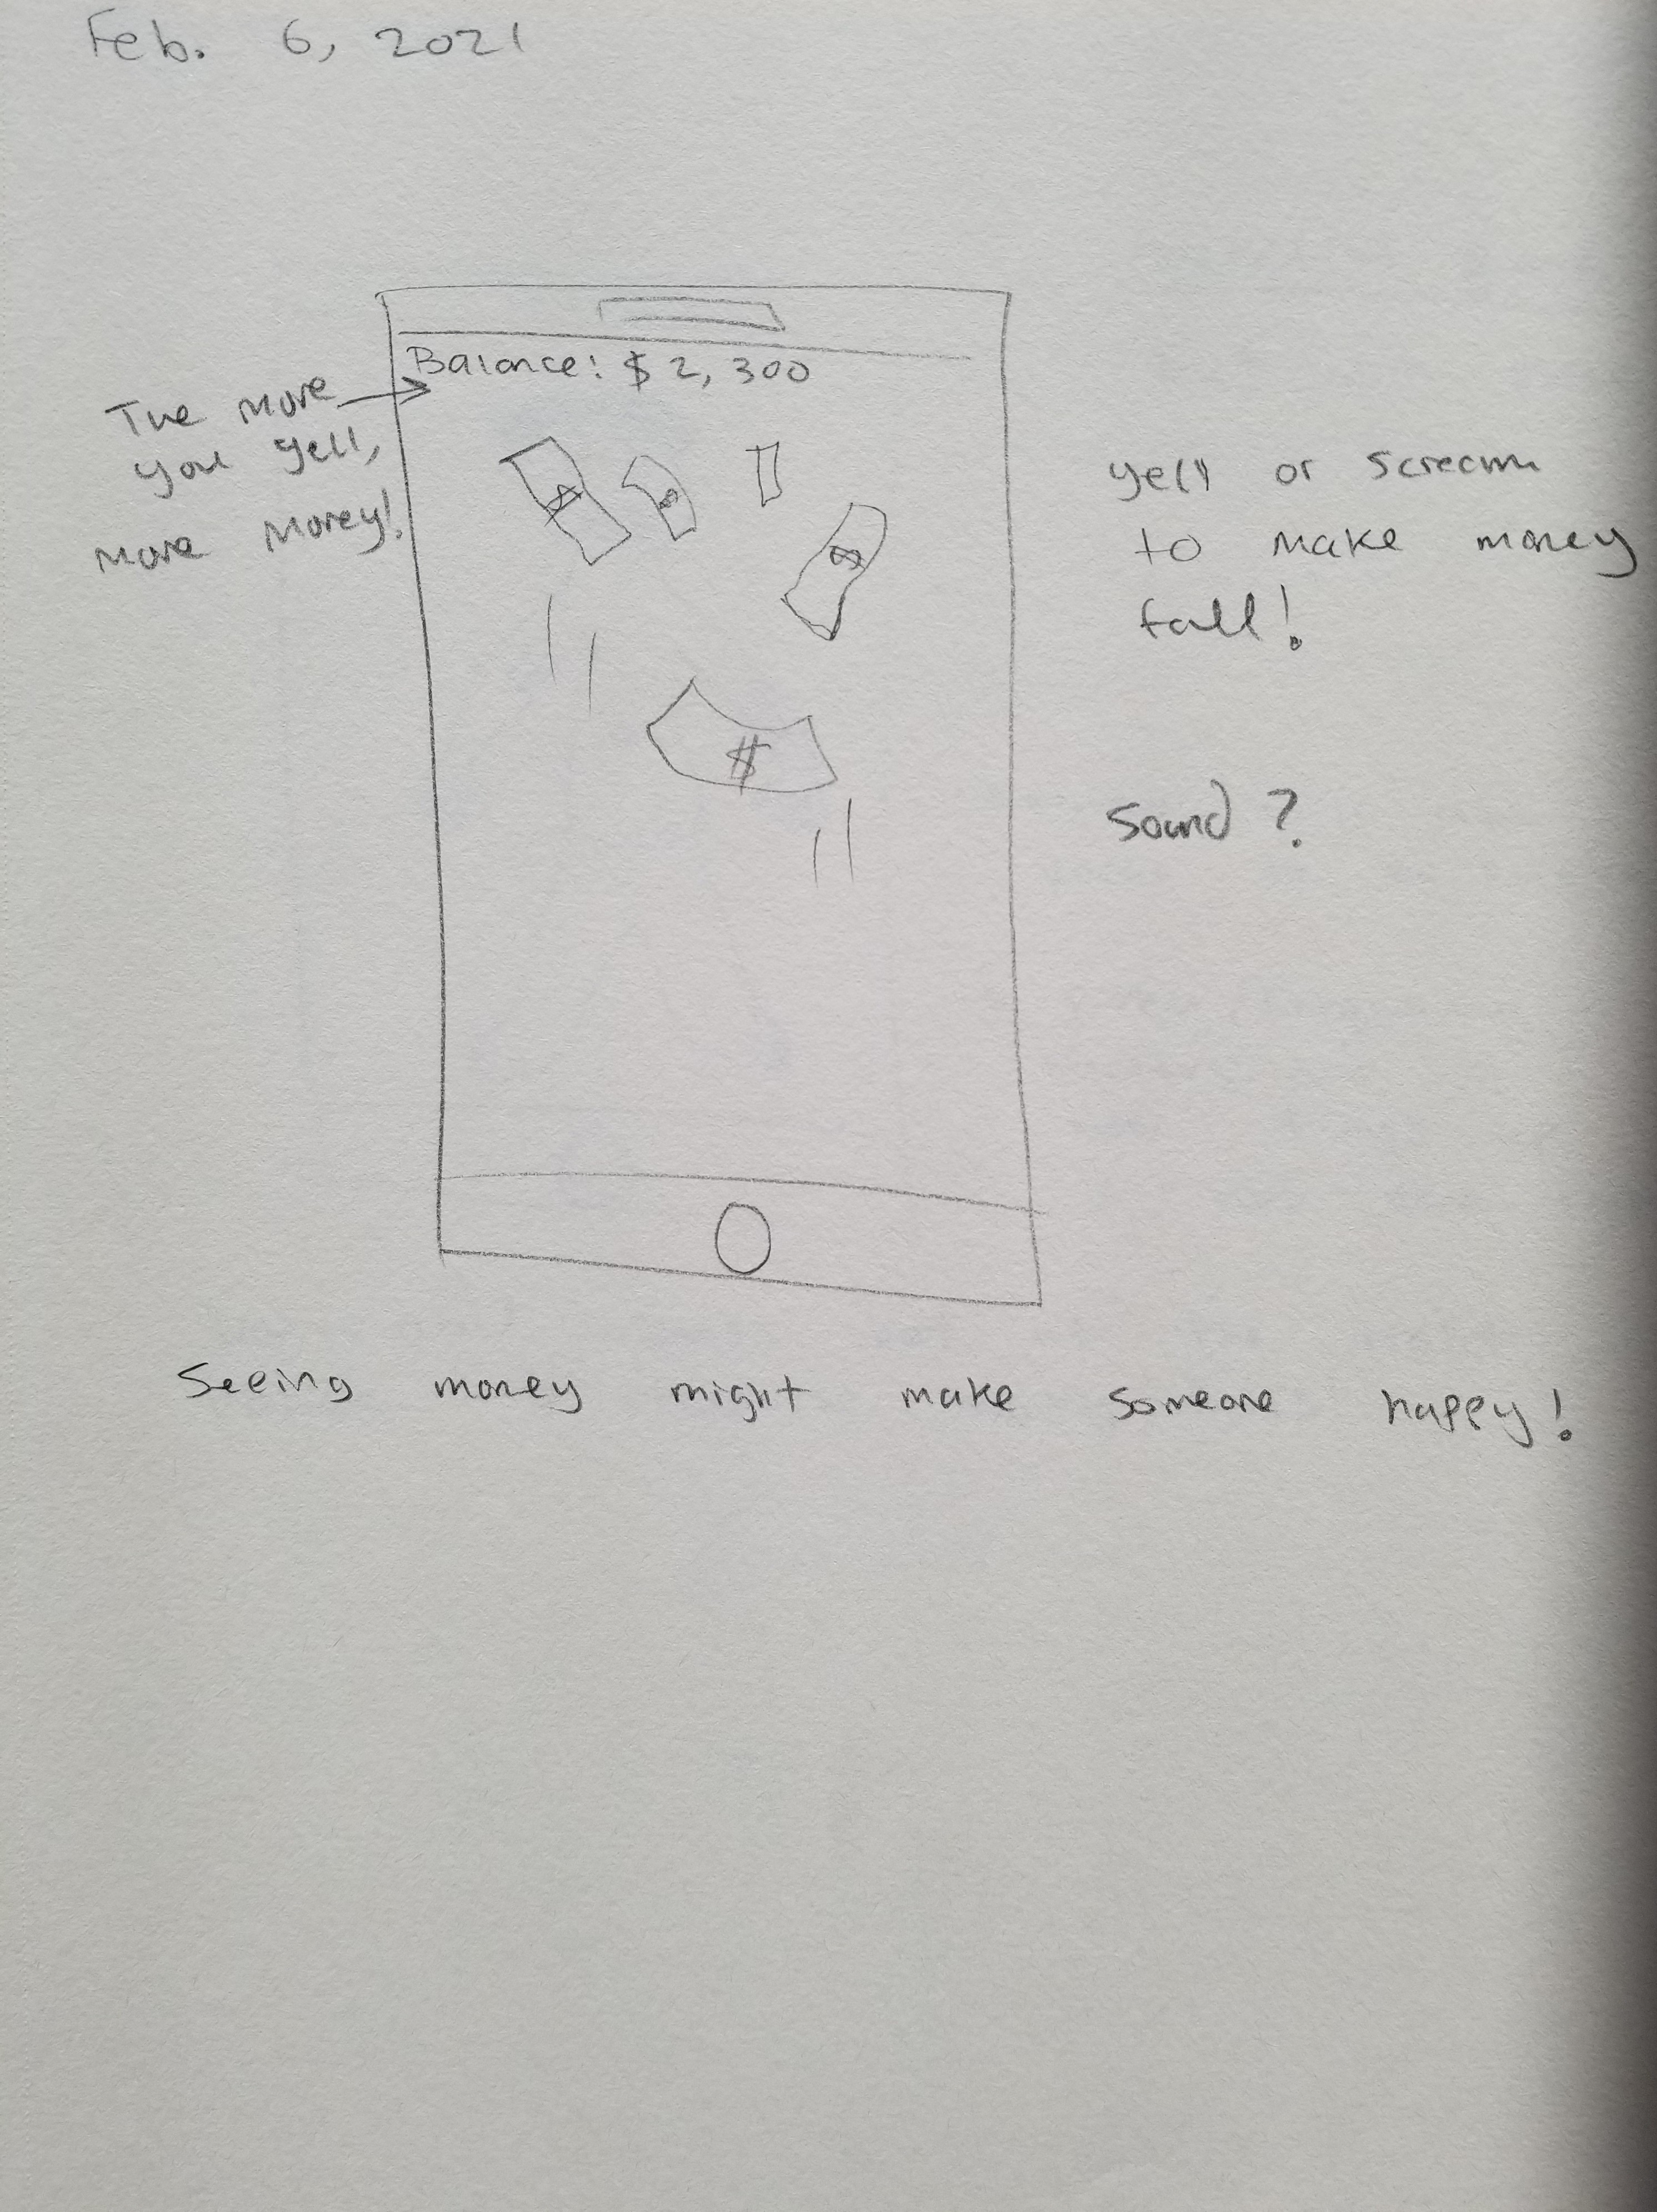 Feb. 6, 2021
Balance: $ 2, 300
The more
you yell,
more money!
yell or scream
to make money
fall!
$
Sound?
Seeing money might make someone happy!